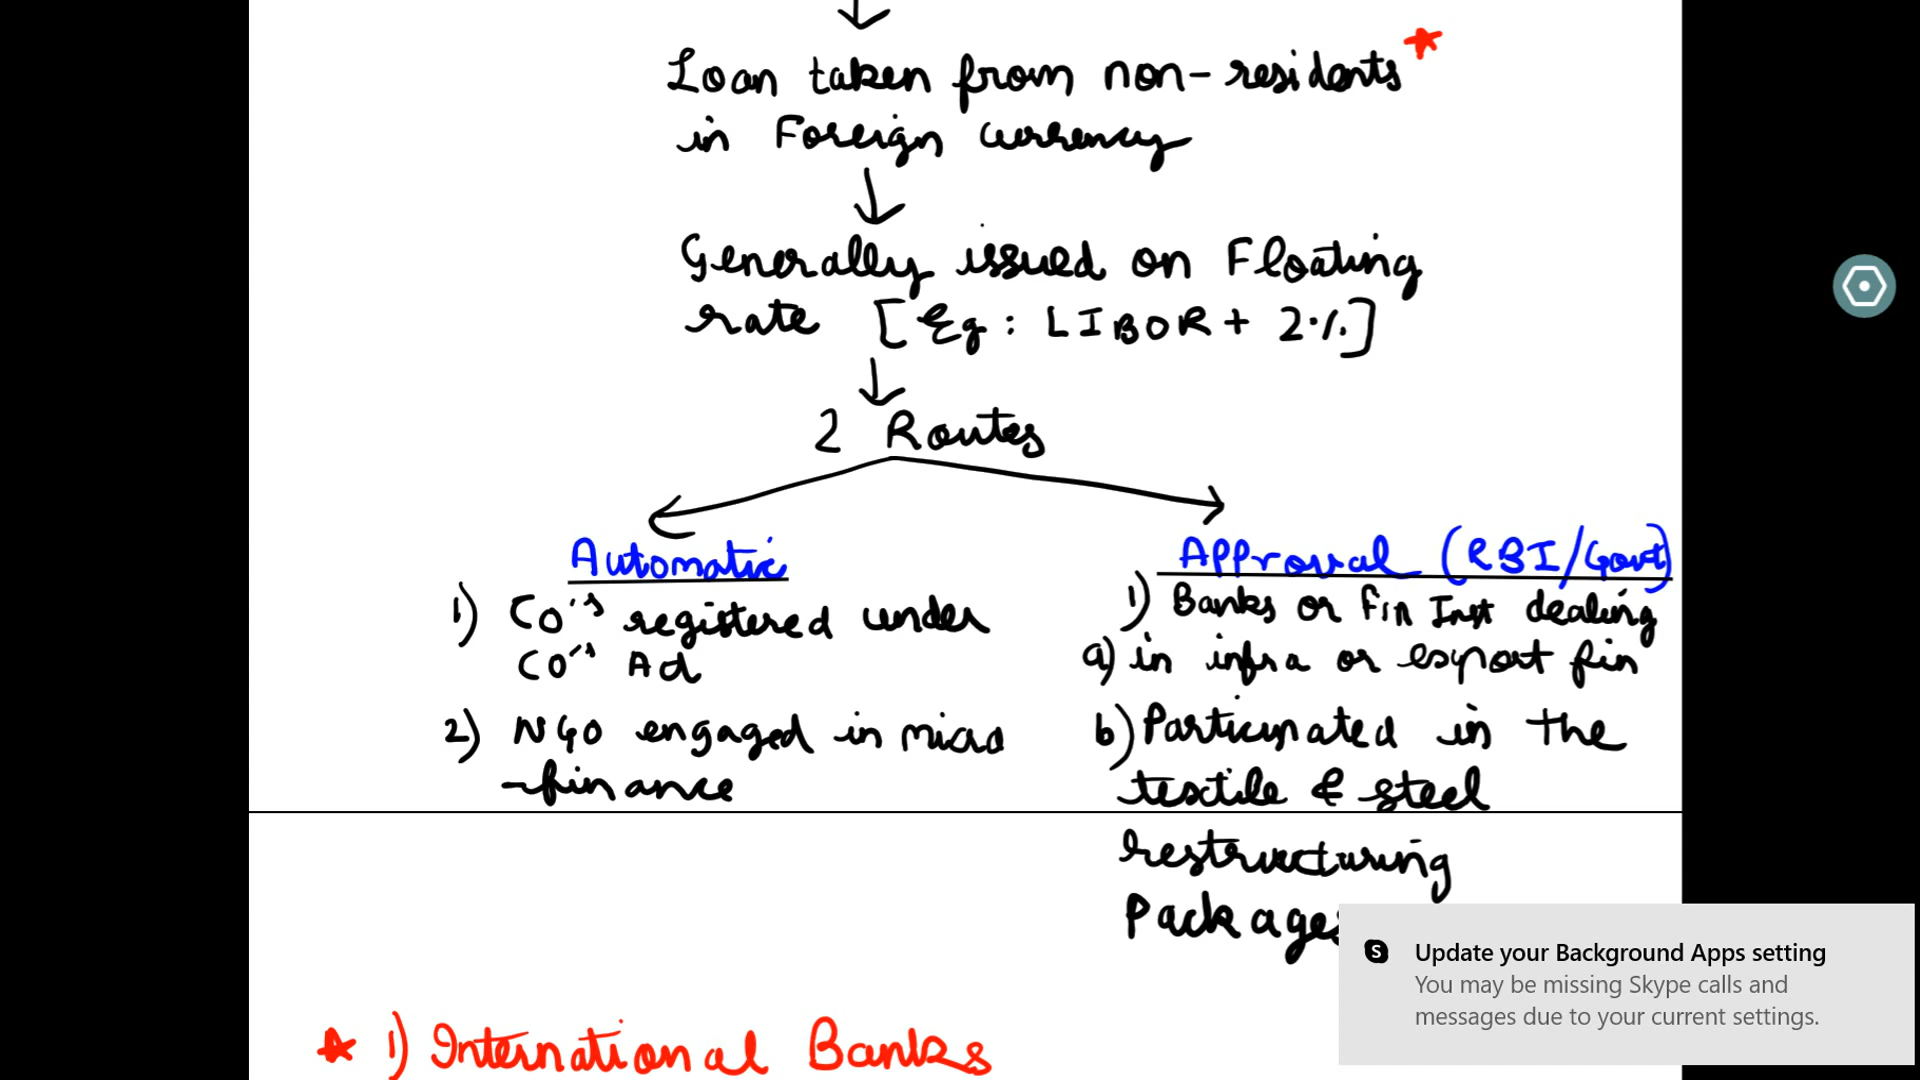 Loan taken from non-residents
in Foreign currency
Generally issued on Floating
rate [Eg: LIBOR + 2%]
2 Routes
Automatic
1) Co's registered under
Co's Act
2) NGO engaged in micro
-finance
Approval (RBI/Govt)
1) Banks or Fin Inst dealing
a) in infra or export fin
b) Participated in the
textile & steel
restructuring
Packages
1) International Banks
Update your Background Apps setting
You may be missing Skype calls and
messages due to your current settings.